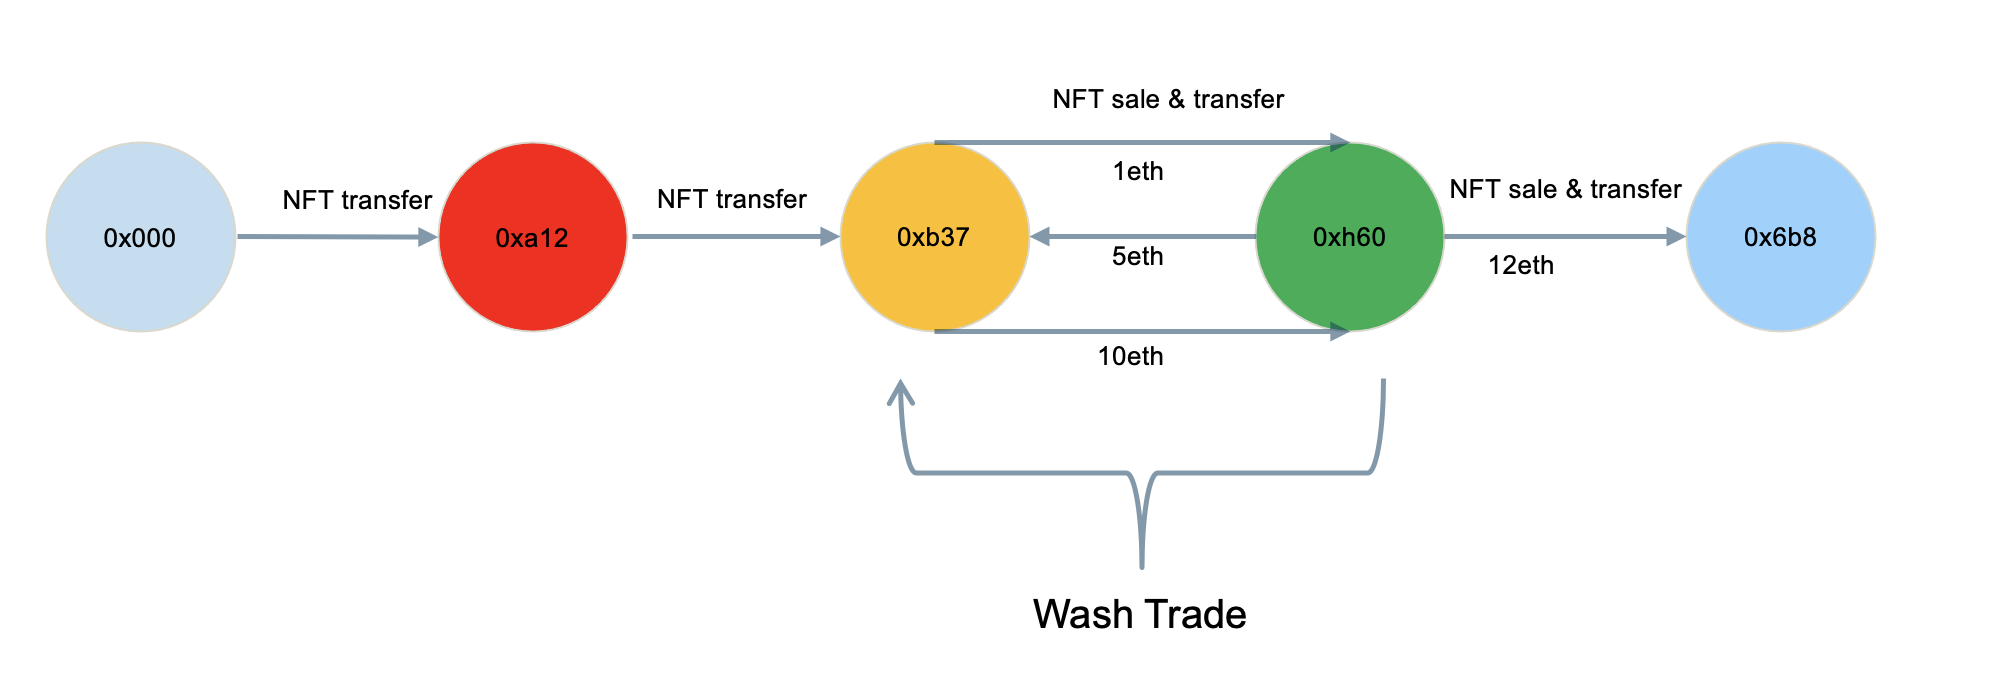 NFT sale & transfer
1eth
NFT transfer
NFT transfer
NFT sale & transfer
0x000
0xa12
0xb37
0xh60
0x6b8
5eth
12eth
10eth
Wash Trade